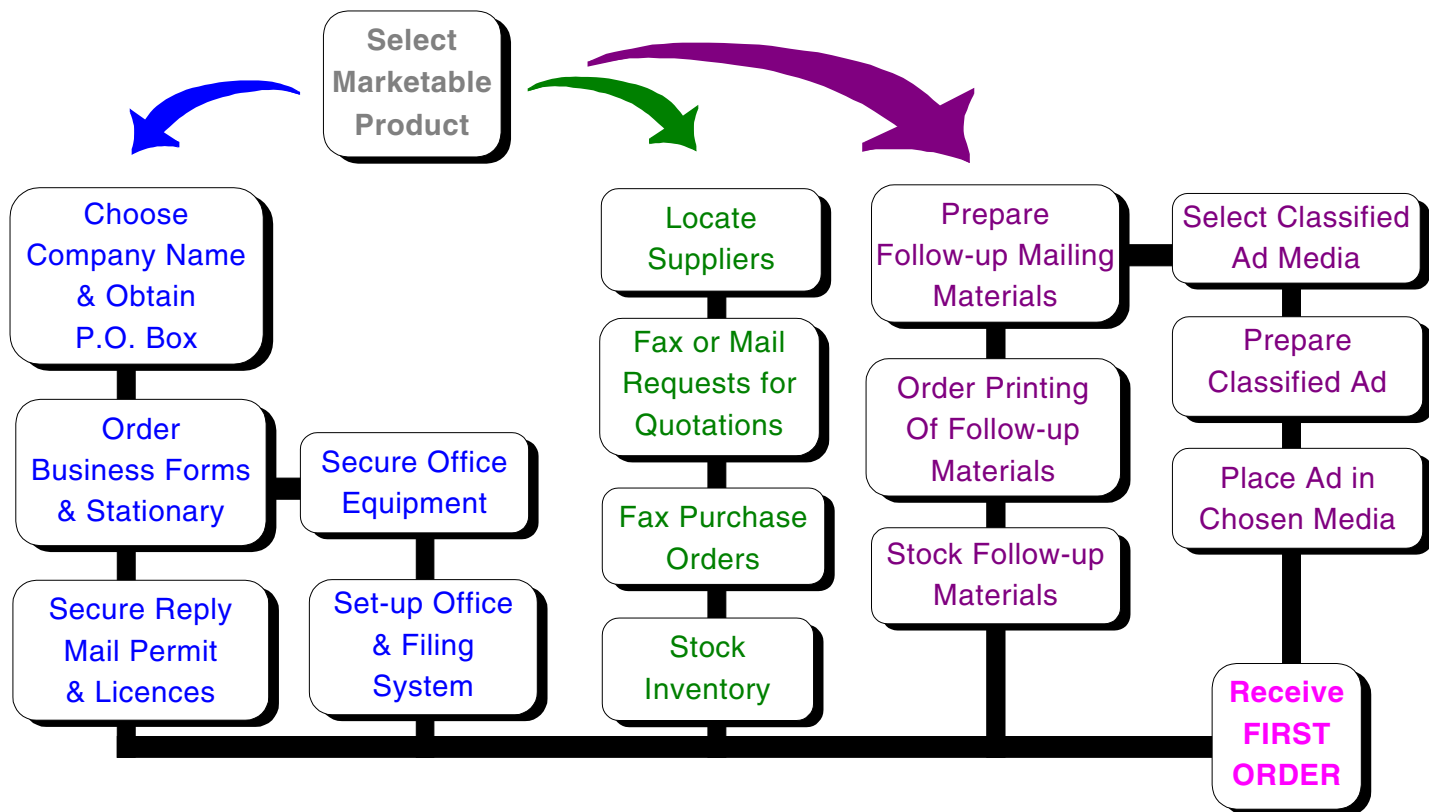 Select
Marketable
Product
Choose
Company Name
& Obtain
P.O. Box
Order
Business Forms
& Stationary
Secure Office
Equipment
Secure Reply
Mail Permit
& Licences
Set-up Office
& Filing
System
Locate
Suppliers
Fax or Mail
Requests for
Quotations
Fax Purchase
Orders
Stock
Inventory
Prepare
Follow-up Mailing
Materials
Order Printing
Of Follow-up
Materials
Stock Follow-up
Materials
Select Classified
Ad Media
Prepare
Classified Ad
Place Ad in
Chosen Media
Receive
FIRST
ORDER